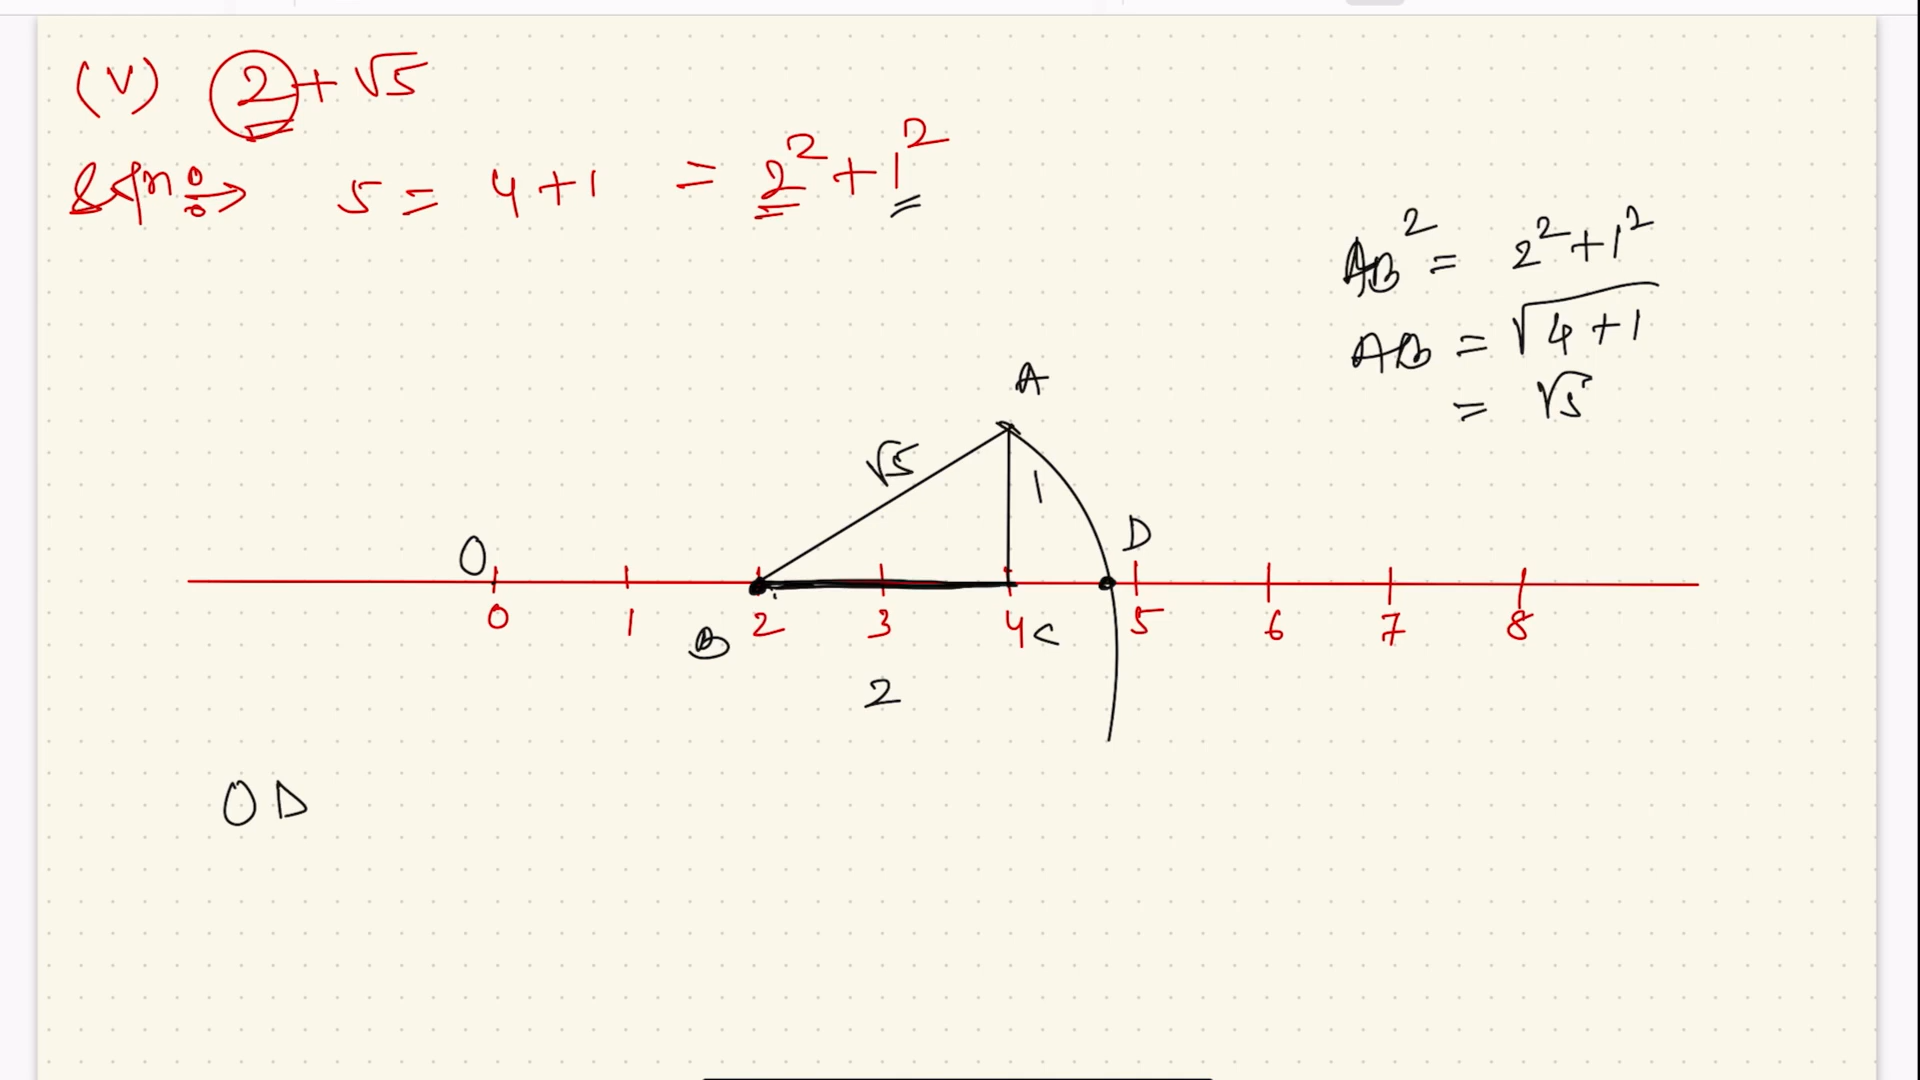 (V) 2 + √5
Soln: → 5 = 4 + 1 = 2² + 1²
AB² = 2² + 1²
AB = √4 + 1
= √5
A
√5
1
D
O
0 1 B 2 3 4 C 5 6 7 8
2
OD